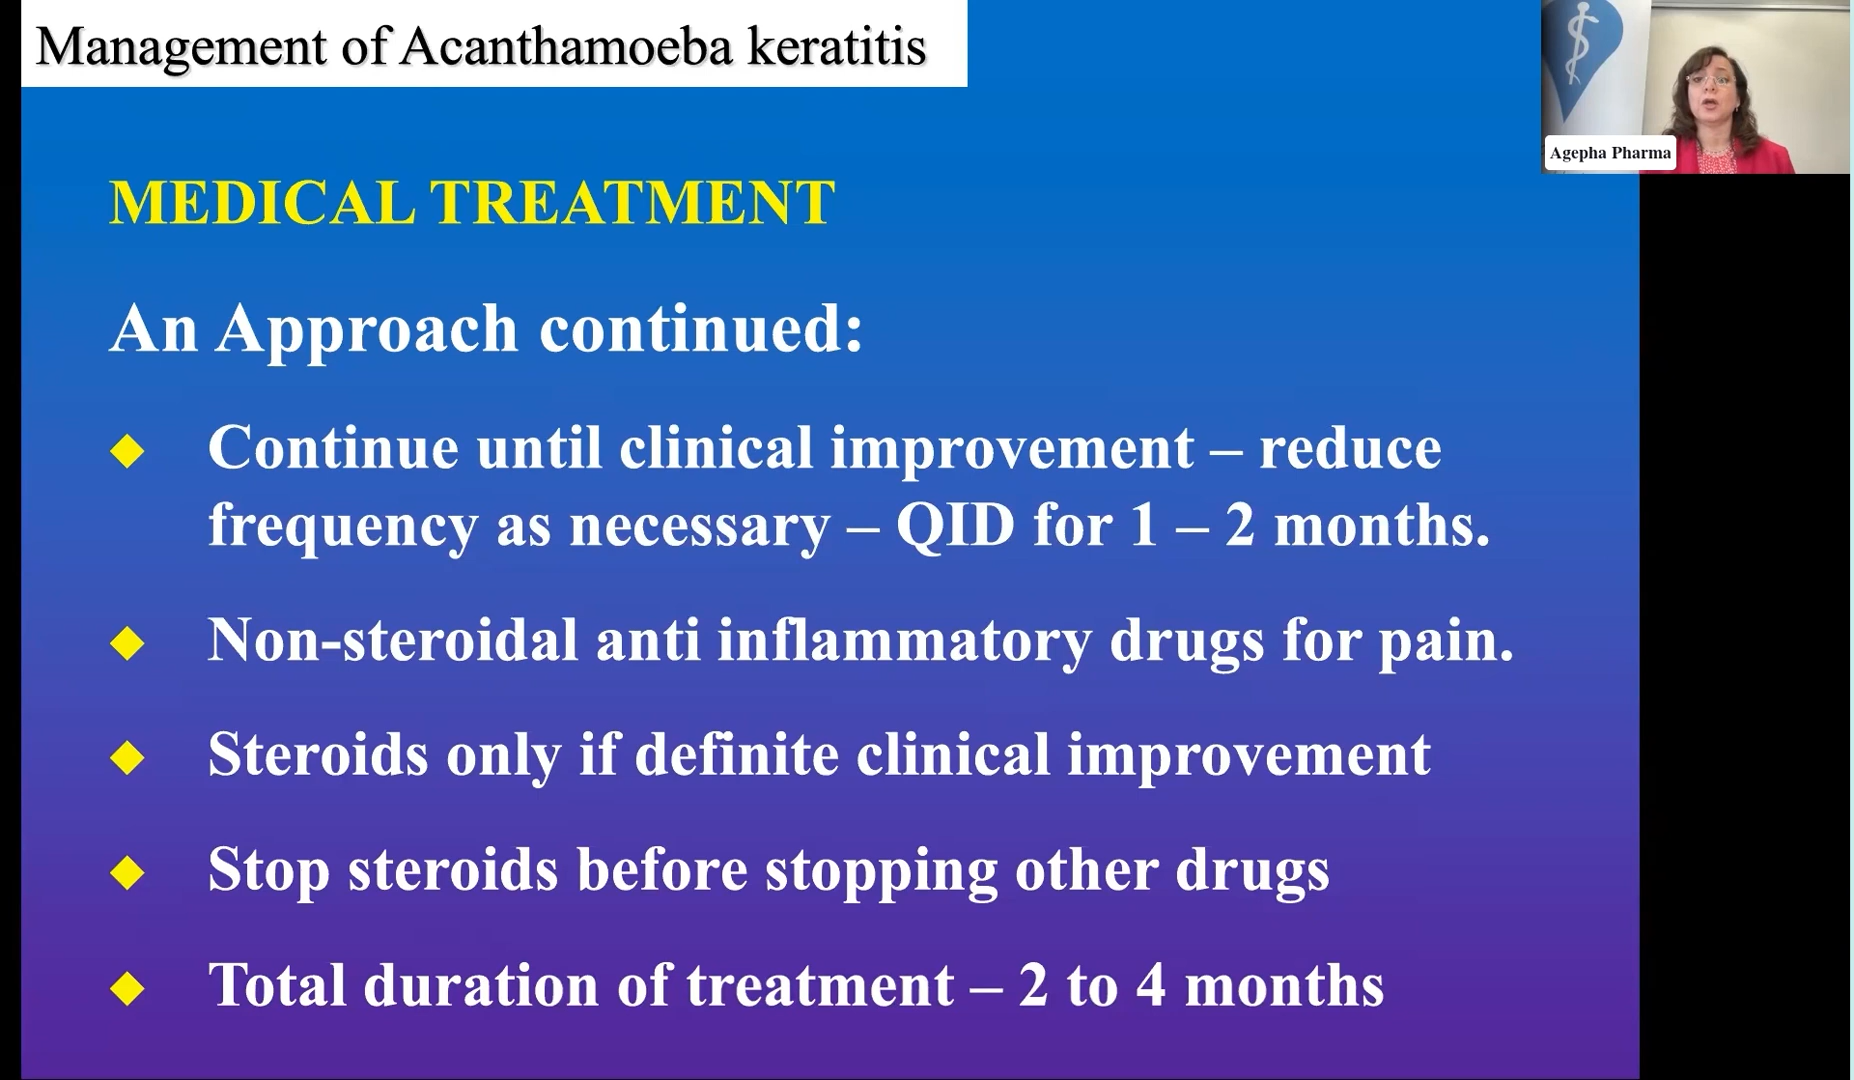 Management of Acanthamoeba keratitis
Agepha Pharma
MEDICAL TREATMENT
An Approach continued:
Continue until clinical improvement – reduce
frequency as necessary – QID for 1 – 2 months.
Non-steroidal anti inflammatory drugs for pain.
Steroids only if definite clinical improvement
Stop steroids before stopping other drugs
Total duration of treatment – 2 to 4 months